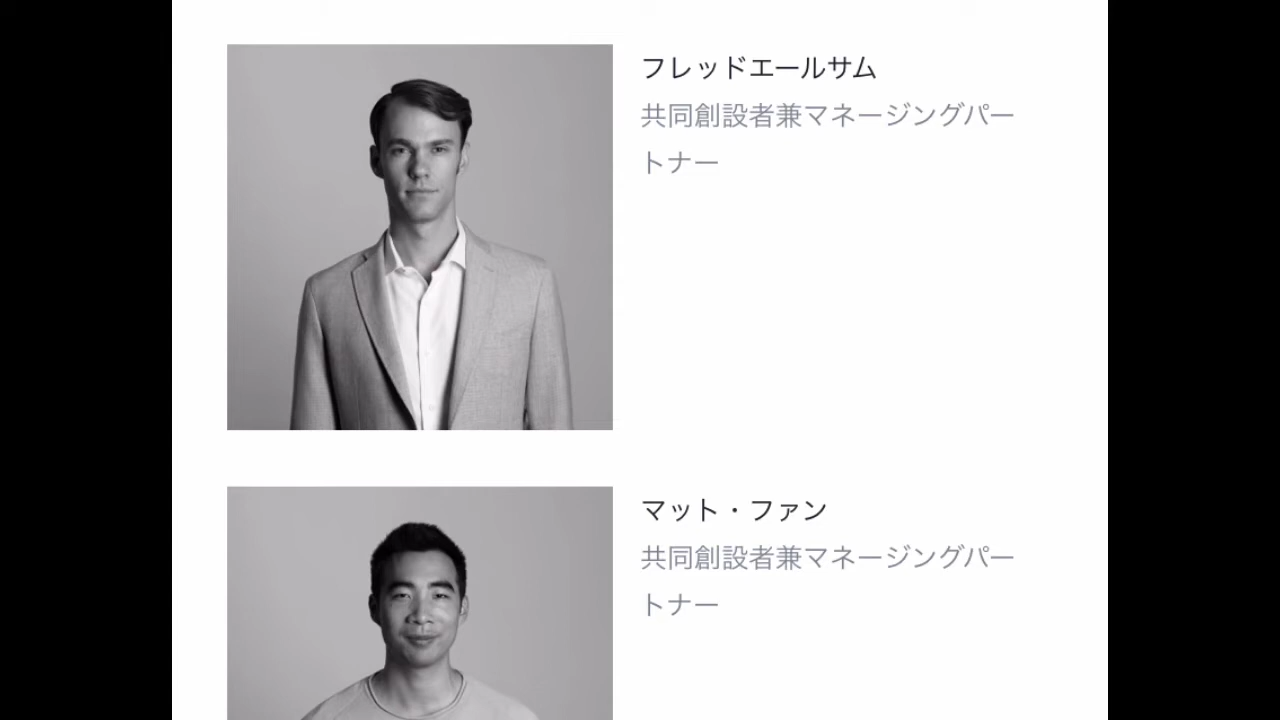 フレッドエールサム
共同創設者兼マネージングパー
トナー
マット・ファン
共同創設者兼マネージングパー
トナー